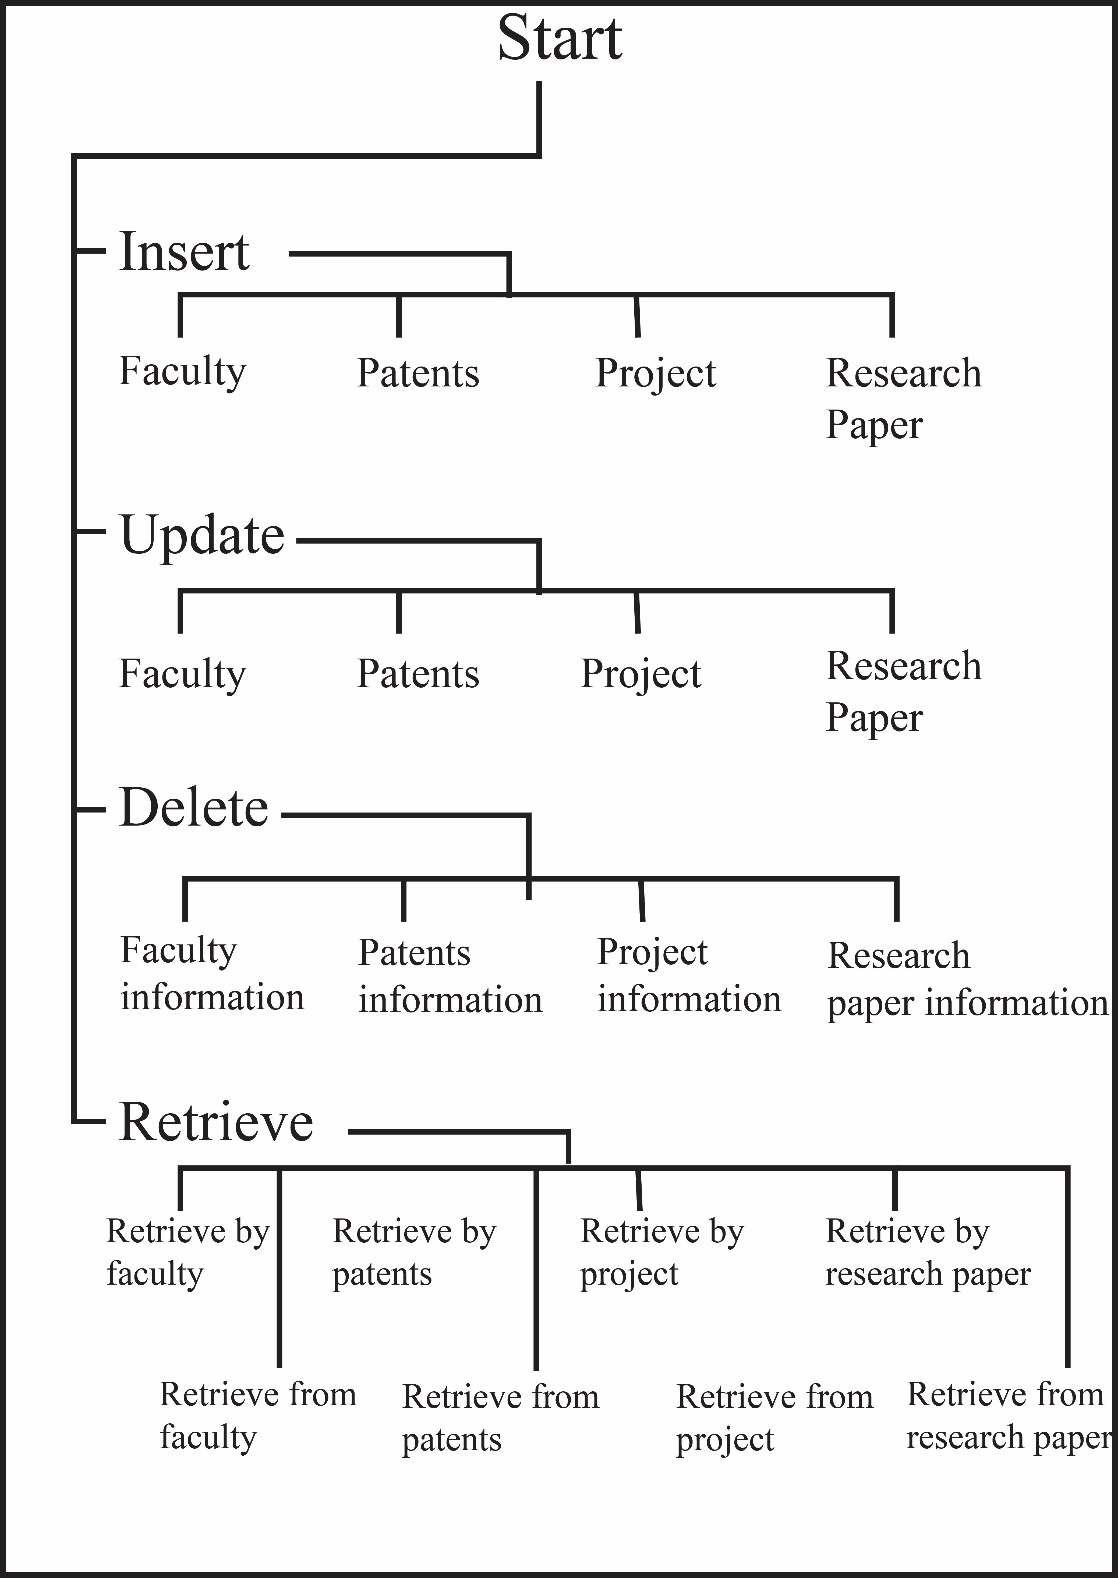 Start
Insert
Faculty
Patents
Project
Research
Paper
Update
Faculty
Patents
Project
Research
Paper
Delete
Faculty
information
Patents
information
Project
information
Research
paper information
Retrieve
Retrieve by
faculty
Retrieve by
patents
Retrieve by
project
Retrieve by
research paper
Retrieve from
faculty
Retrieve from
patents
Retrieve from
project
Retrieve from
research paper